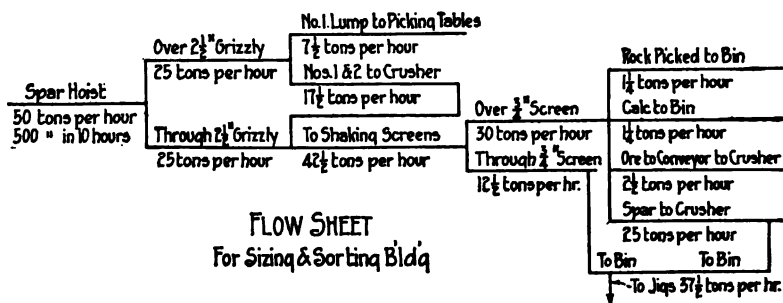 No.1. Lump to Picking Tables
7½ tons per hour
Over 2½" Grizzly
25 tons per hour
Nos. 1 & 2 to Crusher
17½ tons per hour
Spar Hoist
50 tons per hour
500 " in 10 hours
Through 2½" Grizzly
25 tons per hour
To Shaking Screens
42½ tons per hour
Over ¾" Screen
30 tons per hour
Through ¾" Screen
12½ tons per hr.
Rock Picked to Bin
1¼ tons per hour
Calc to Bin
1¼ tons per hour
Ore to Conveyor to Crusher
2½ tons per hour
Spar to Crusher
25 tons per hour
To Bin To Bin
To Jigs 37½ tons per hr.
FLOW SHEET
For Sizing & Sorting B'ld'g